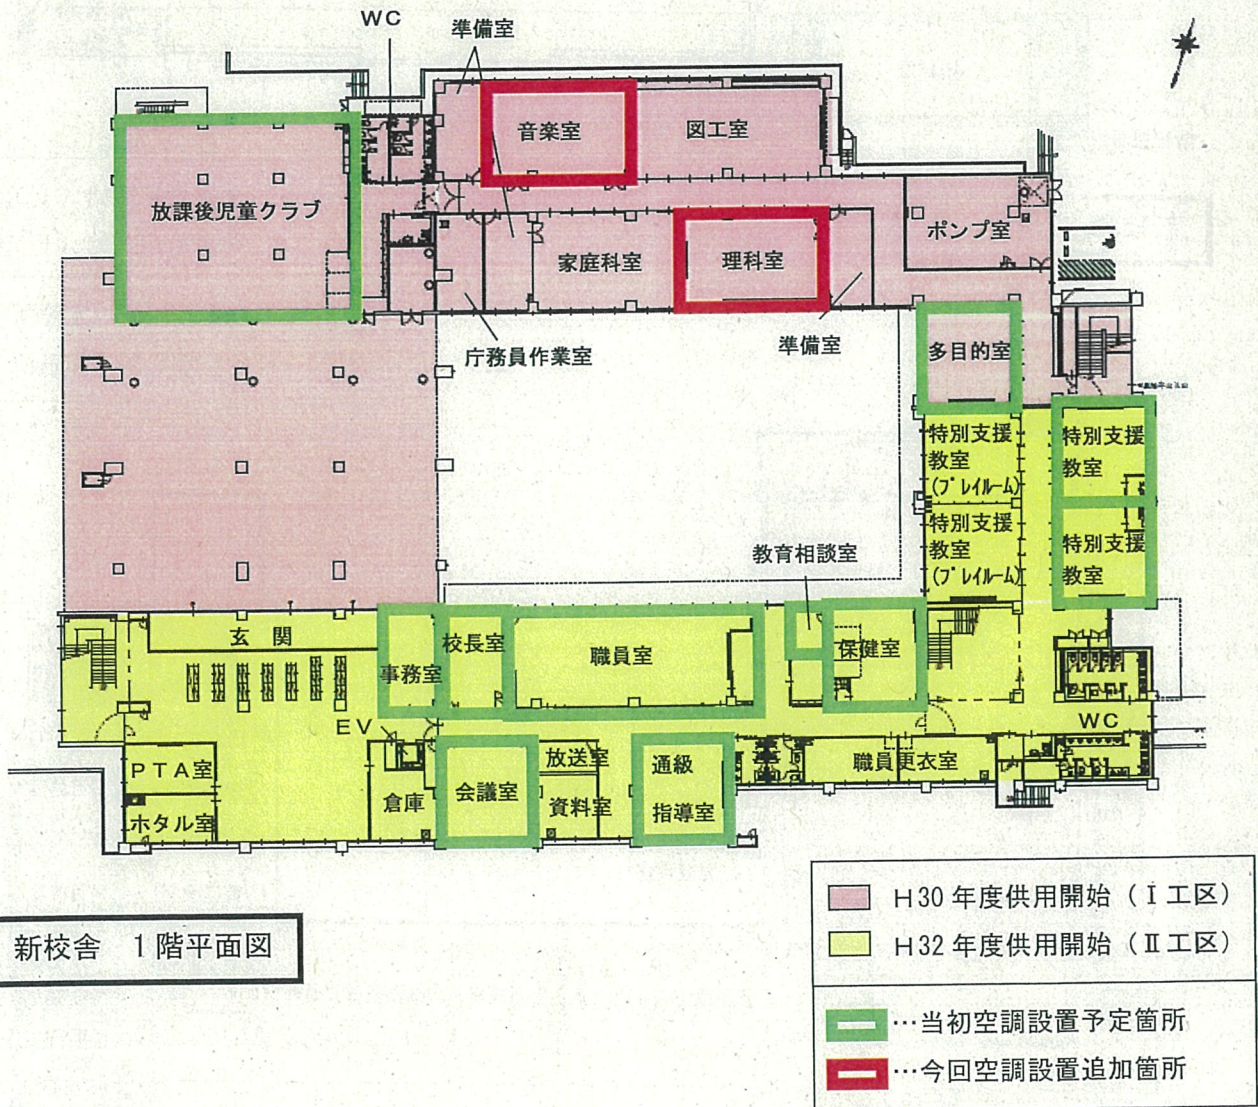 WC
準備室
音楽室
図工室
放課後児童クラブ
ポンプ室
家庭科室
理科室
庁務員作業室
準備室
多目的室
特別支援
教室
(プレイルーム)
特別支援
教室
特別支援
教室
(プレイルーム)
特別支援
教室
教育相談室
玄 関
事務室
校長室
職員室
保健室
EV
WC
PTA室
ホタル室
倉庫
会議室
放送室
資料室
通級
指導室
職員更衣室
新校舎 1階平面図
H30年度供用開始(Ⅰ工区)
H32年度供用開始(Ⅱ工区)
…当初空調設置予定箇所
…今回空調設置追加箇所